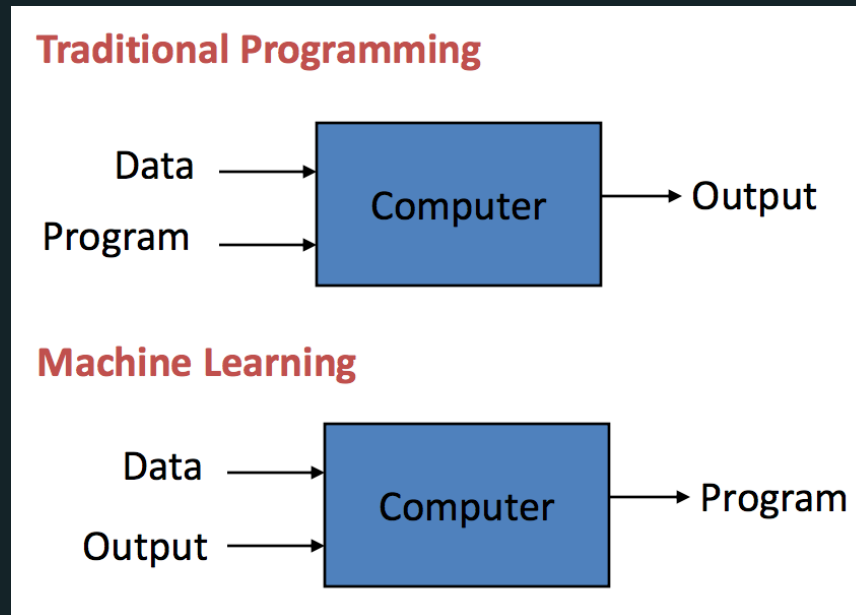 Traditional Programming
Data
Program
Computer
Output
Machine Learning
Data
Output
Computer
Program